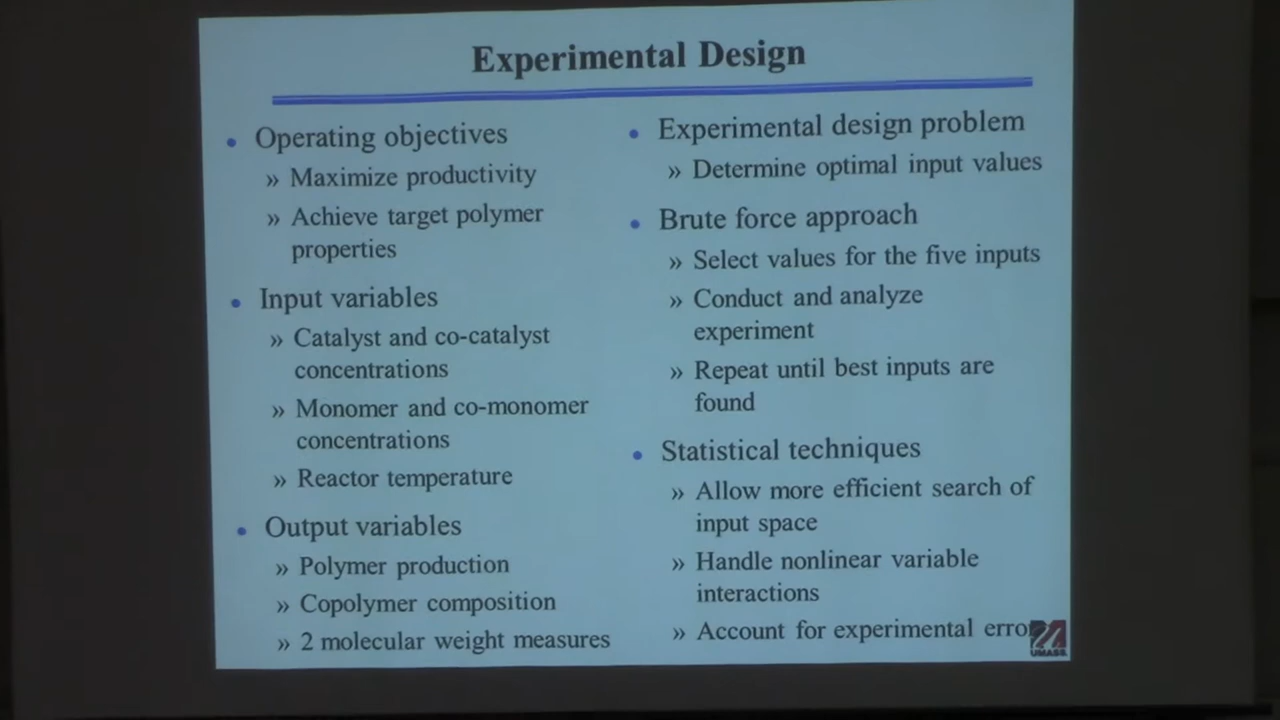 Experimental Design
• Operating objectives
» Maximize productivity
» Achieve target polymer
properties
• Input variables
» Catalyst and co-catalyst
concentrations
» Monomer and co-monomer
concentrations
» Reactor temperature
• Output variables
» Polymer production
» Copolymer composition
» 2 molecular weight measures
• Experimental design problem
» Determine optimal input values
• Brute force approach
» Select values for the five inputs
» Conduct and analyze
experiment
» Repeat until best inputs are
found
• Statistical techniques
» Allow more efficient search of
input space
» Handle nonlinear variable
interactions
» Account for experimental erro
UMASS